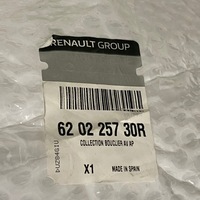 RENAULT GROUP
62 02 257 30R
COLLECTION BOUCLIER AV AP
X1
MADE IN SPAIN